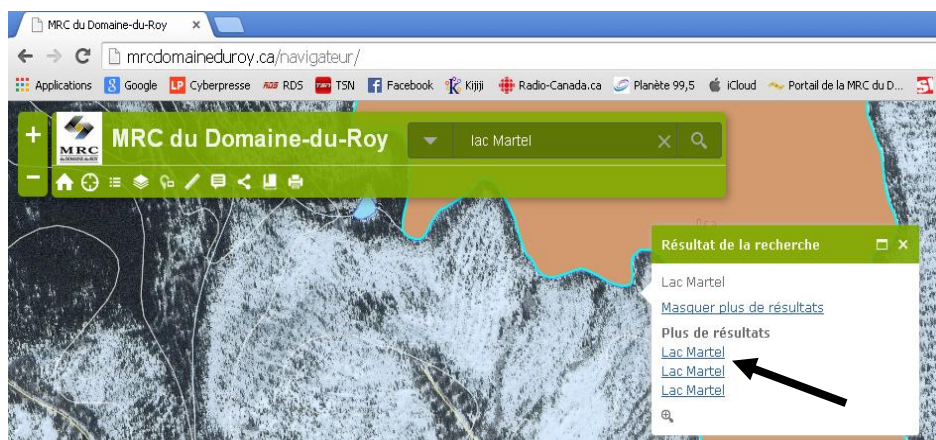 MRC du Domaine-du-Roy ×
mrcdomaineduroy.ca/navigateur/
Applications Google Cyberpresse RDS TSN Facebook Kijiji Radio-Canada.ca Planète 99,5 iCloud Portail de la MRC du D...
+ MRC MRC du Domaine-du-Roy lac Martel
−
Résultat de la recherche
Lac Martel
Masquer plus de résultats
Plus de résultats
Lac Martel
Lac Martel
Lac Martel